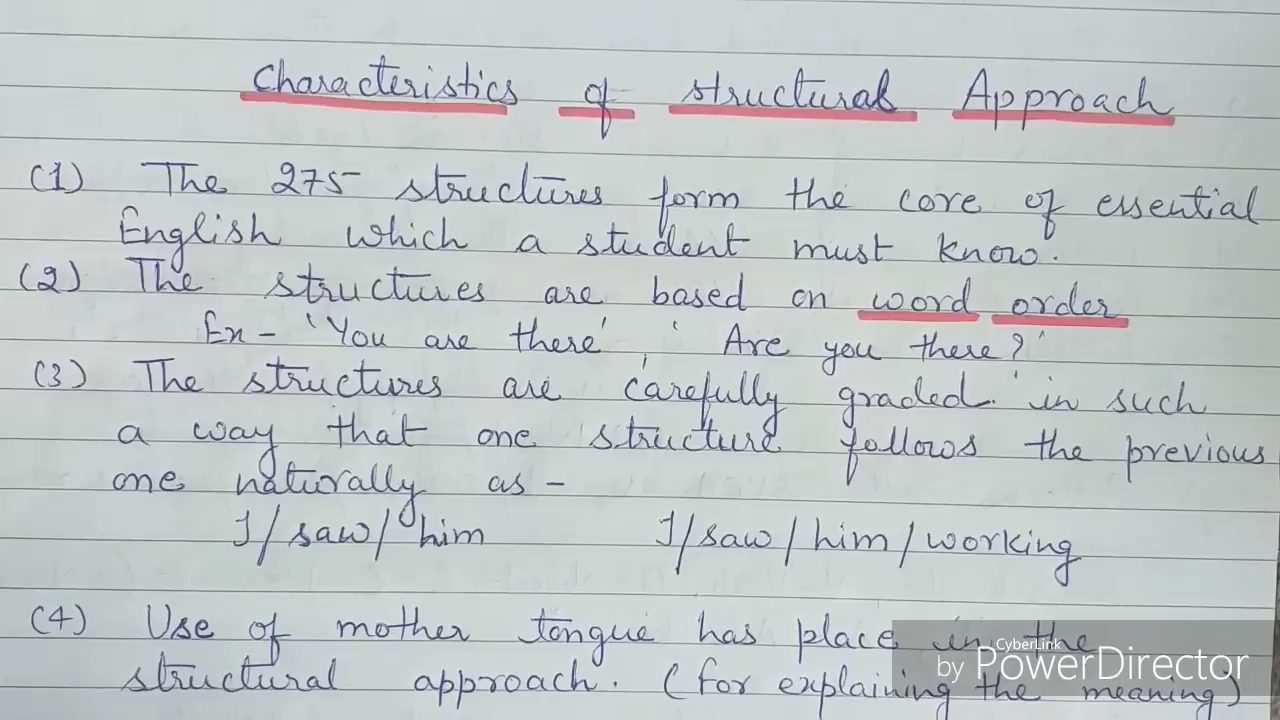 Characteristics of structural Approach
(1) The 275 structures form the core of essential
English which a student must know.
(2) The structures are based on word order
Ex- 'You are there', 'Are you there?'
(3) The structures are carefully graded in such
a way that one structure follows the previous
one naturally as -
I/saw/him I/saw/him/working
(4) Use of mother tongue has place in the
structural approach. (for explaining the meaning)
CyberLink
by PowerDirector